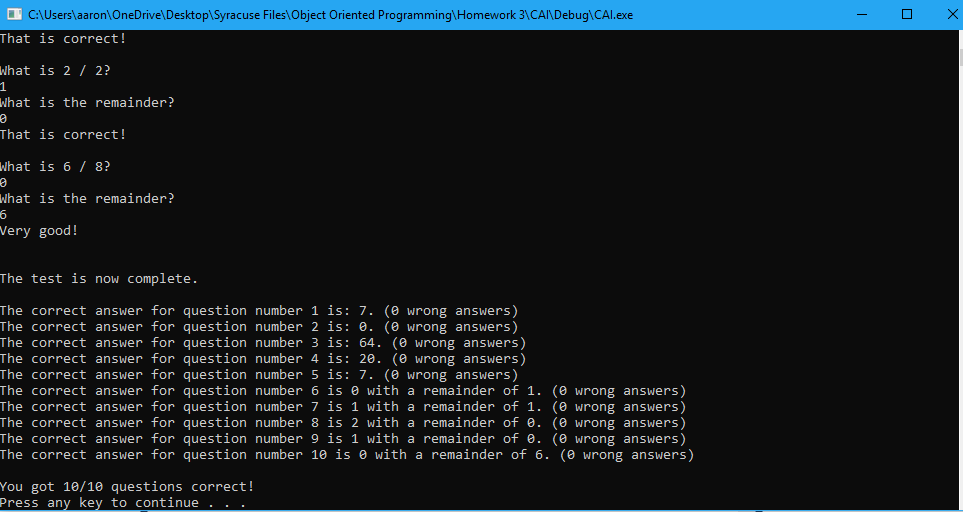 C:\Users\aaron\OneDrive\Desktop\Syracuse Files\Object Oriented Programming\Homework 3\CAI\Debug\CAI.exe
That is correct!
What is 2 / 2?
1
What is the remainder?
0
That is correct!
What is 6 / 8?
0
What is the remainder?
6
Very good!
The test is now complete.
The correct answer for question number 1 is: 7. (0 wrong answers)
The correct answer for question number 2 is: 0. (0 wrong answers)
The correct answer for question number 3 is: 64. (0 wrong answers)
The correct answer for question number 4 is: 20. (0 wrong answers)
The correct answer for question number 5 is: 7. (0 wrong answers)
The correct answer for question number 6 is 0 with a remainder of 1. (0 wrong answers)
The correct answer for question number 7 is 1 with a remainder of 1. (0 wrong answers)
The correct answer for question number 8 is 2 with a remainder of 0. (0 wrong answers)
The correct answer for question number 9 is 1 with a remainder of 0. (0 wrong answers)
The correct answer for question number 10 is 0 with a remainder of 6. (0 wrong answers)
You got 10/10 questions correct!
Press any key to continue . . .